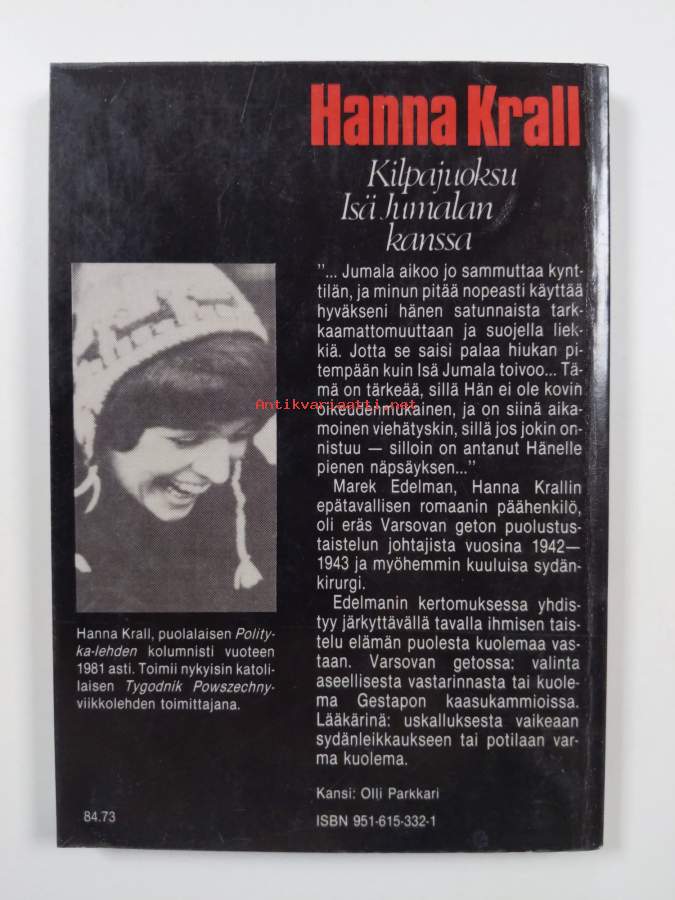 Hanna Krall
Kilpajuoksu
Isä Jumalan
kanssa
"... Jumala aikoo jo sammuttaa kynt-
tilän, ja minun pitää nopeasti käyttää
hyväkseni hänen satunnaista tark-
kaamattomuuttaan ja suojella liek-
kiä. Jotta se saisi palaa hiukan pi-
tempään kuin Isä Jumala toivoo... Tä-
mä on tärkeää, sillä Hän ei ole kovin
oikeudenmukainen, ja on siinä aika-
moinen viehätyskin, sillä jos jokin on-
nistuu — silloin on antanut Hänelle
pienen näpsäyksen..."
Marek Edelman, Hanna Krallin
epätavallisen romaanin päähenkilö,
oli eräs Varsovan geton puolustus-
taistelun johtajista vuosina 1942—
1943 ja myöhemmin kuuluisa sydän-
kirurgi.
Edelmanin kertomuksessa yhdis-
tyy järkyttävällä tavalla ihmisen tais-
telu elämän puolesta kuolemaa vas-
taan. Varsovan getossa: valinta
aseellisesta vastarinnasta tai kuole-
ma Gestapon kaasukammioissa.
Lääkärinä: uskalluksesta vaikeaan
sydänleikkaukseen tai potilaan var-
ma kuolema.
Kansi: Olli Parkkari
ISBN 951-615-332-1
Hanna Krall, puolalaisen Polity-
ka-lehden kolumnisti vuoteen
1981 asti. Toimii nykyisin katoli-
laisen Tygodnik Powszechny-
viikkolehden toimittajana.
84.73
Antikvariaatti.net